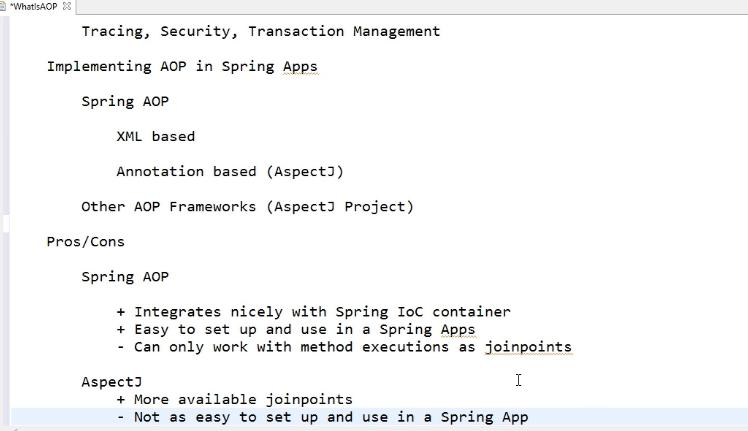 *WhatIsAOP
Tracing, Security, Transaction Management
Implementing AOP in Spring Apps
Spring AOP
XML based
Annotation based (AspectJ)
Other AOP Frameworks (AspectJ Project)
Pros/Cons
Spring AOP
+ Integrates nicely with Spring IoC container
+ Easy to set up and use in a Spring Apps
- Can only work with method executions as joinpoints
AspectJ
+ More available joinpoints
- Not as easy to set up and use in a Spring App